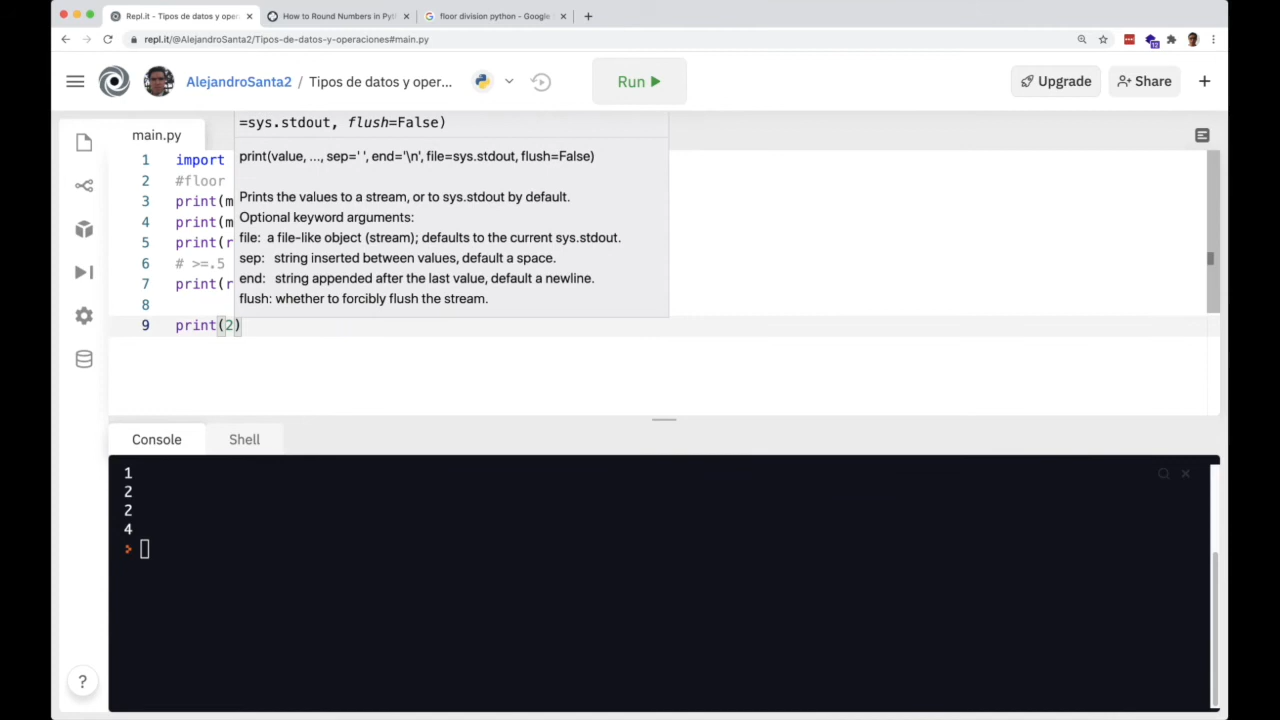 Repl.it - Tipos de datos y oper
How to Round Numbers in Pyt
floor division python - Google
repl.it/@AlejandroSanta2/Tipos-de-datos-y-operaciones#main.py
12
AlejandroSanta2 / Tipos de datos y oper...
Run
Upgrade
Share
main.py
=sys.stdout, flush=False)
print(value, ..., sep=' ', end='\n', file=sys.stdout, flush=False)
Prints the values to a stream, or to sys.stdout by default.
Optional keyword arguments:
file: a file-like object (stream); defaults to the current sys.stdout.
sep: string inserted between values, default a space.
end: string appended after the last value, default a newline.
flush: whether to forcibly flush the stream.
1 import
2 #floor
3 print(m
4 print(m
5 print(r
6 # >=.5
7 print(r
8
9 print(2)
Console
Shell
1
2
2
4
?